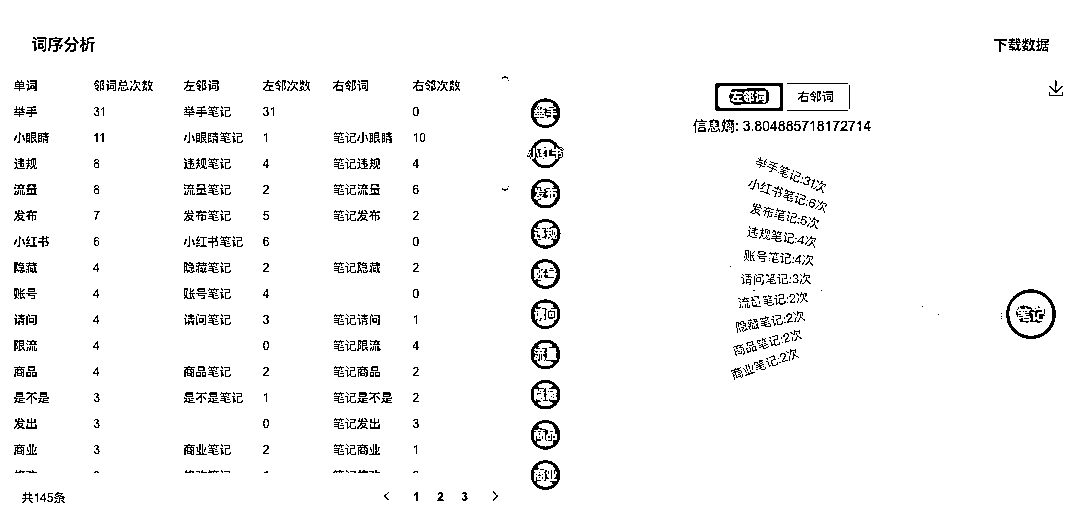 词序分析
下载数据
单词 邻词总次数 左邻词 左邻次数 右邻词 右邻次数
举手 31 举手笔记 31 0
小眼睛 11 小眼睛笔记 1 笔记小眼睛 10
违规 8 违规笔记 4 笔记违规 4
流量 8 流量笔记 2 笔记流量 6
发布 7 发布笔记 5 笔记发布 2
小红书 6 小红书笔记 6 0
隐藏 4 隐藏笔记 2 笔记隐藏 2
账号 4 账号笔记 4 0
请问 4 请问笔记 3 笔记请问 1
限流 4 0 笔记限流 4
商品 4 商品笔记 2 笔记商品 2
是不是 3 是不是笔记 1 笔记是不是 2
发出 3 0 笔记发出 3
商业 3 商业笔记 2 笔记商业 1
共145条
1 2 3
举手
小红书
发布
违规
账号
请问
流量
隐藏
商品
商业
左邻词 右邻词
信息熵: 3.804885718172714
举手笔记:31次
小红书笔记:6次
发布笔记:5次
违规笔记:4次
账号笔记:4次
请问笔记:3次
流量笔记:2次
隐藏笔记:2次
商品笔记:2次
商业笔记:2次
笔记